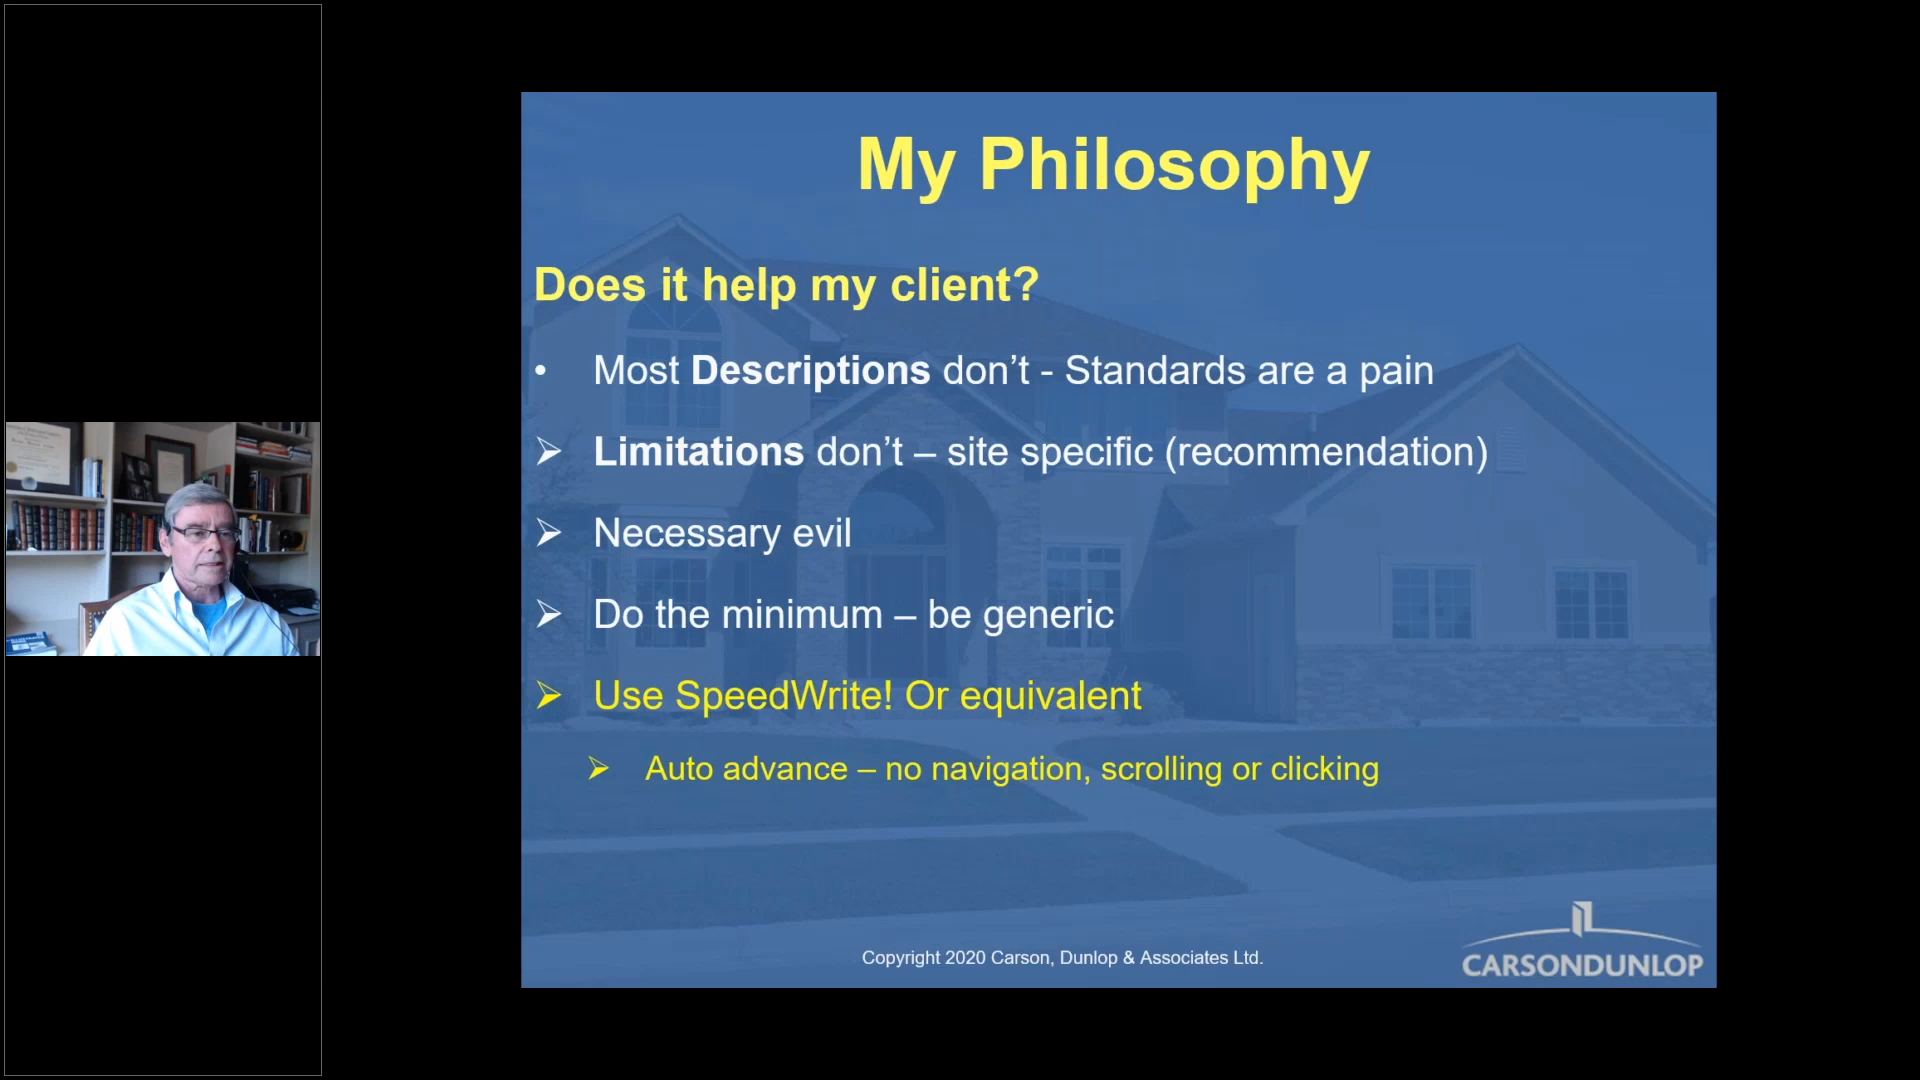 My Philosophy
Does it help my client?
• Most Descriptions don’t - Standards are a pain
➢ Limitations don’t – site specific (recommendation)
➢ Necessary evil
➢ Do the minimum – be generic
➢ Use SpeedWrite! Or equivalent
➢ Auto advance – no navigation, scrolling or clicking
Copyright 2020 Carson, Dunlop & Associates Ltd.
CARSONDUNLOP